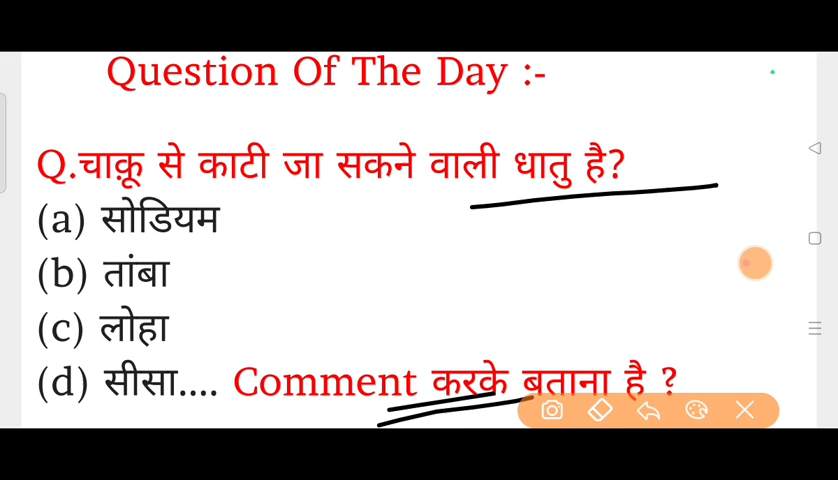 Question Of The Day :-
Q.चाक़ू से काटी जा सकने वाली धातु है?
(a) सोडियम
(b) तांबा
(c) लोहा
(d) सीसा.... Comment करके बताना है ?